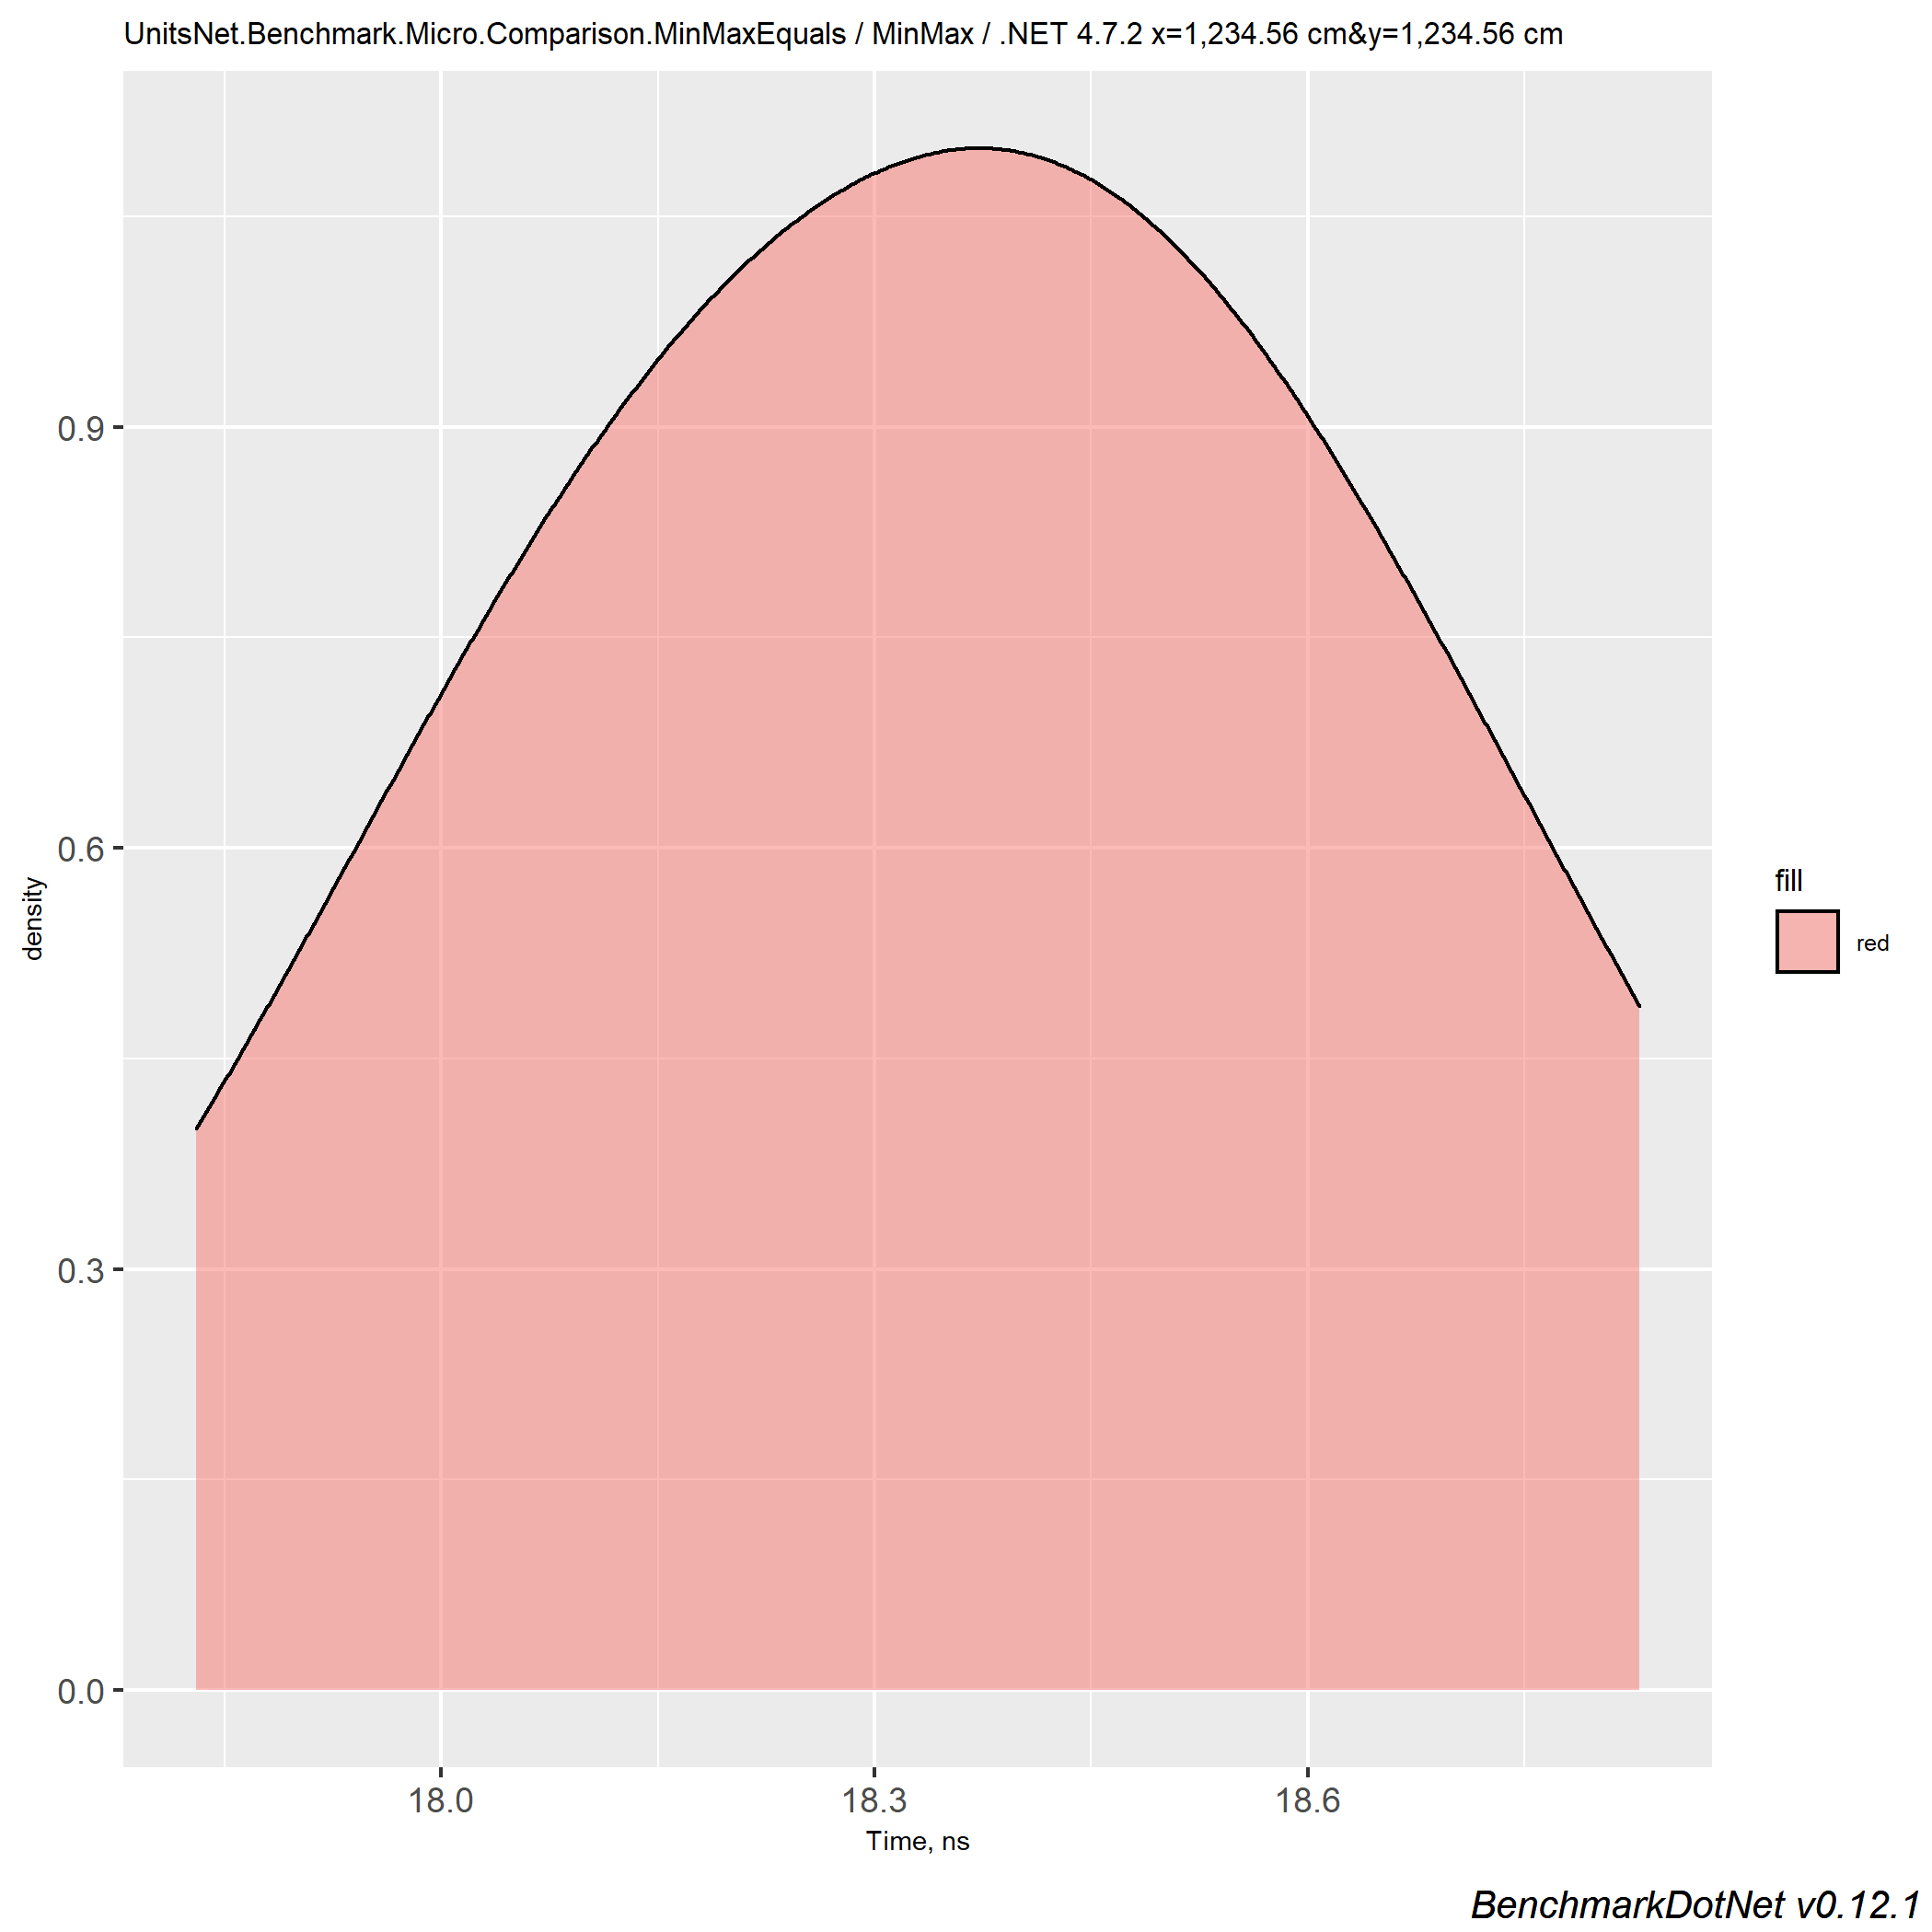 UnitsNet.Benchmark.Micro.Comparison.MinMaxEquals / MinMax / .NET 4.7.2 x=1,234.56 cm&y=1,234.56 cm
0.9
0.6
0.3
0.0
density
18.0
18.3
18.6
Time, ns
fill
red
BenchmarkDotNet v0.12.1